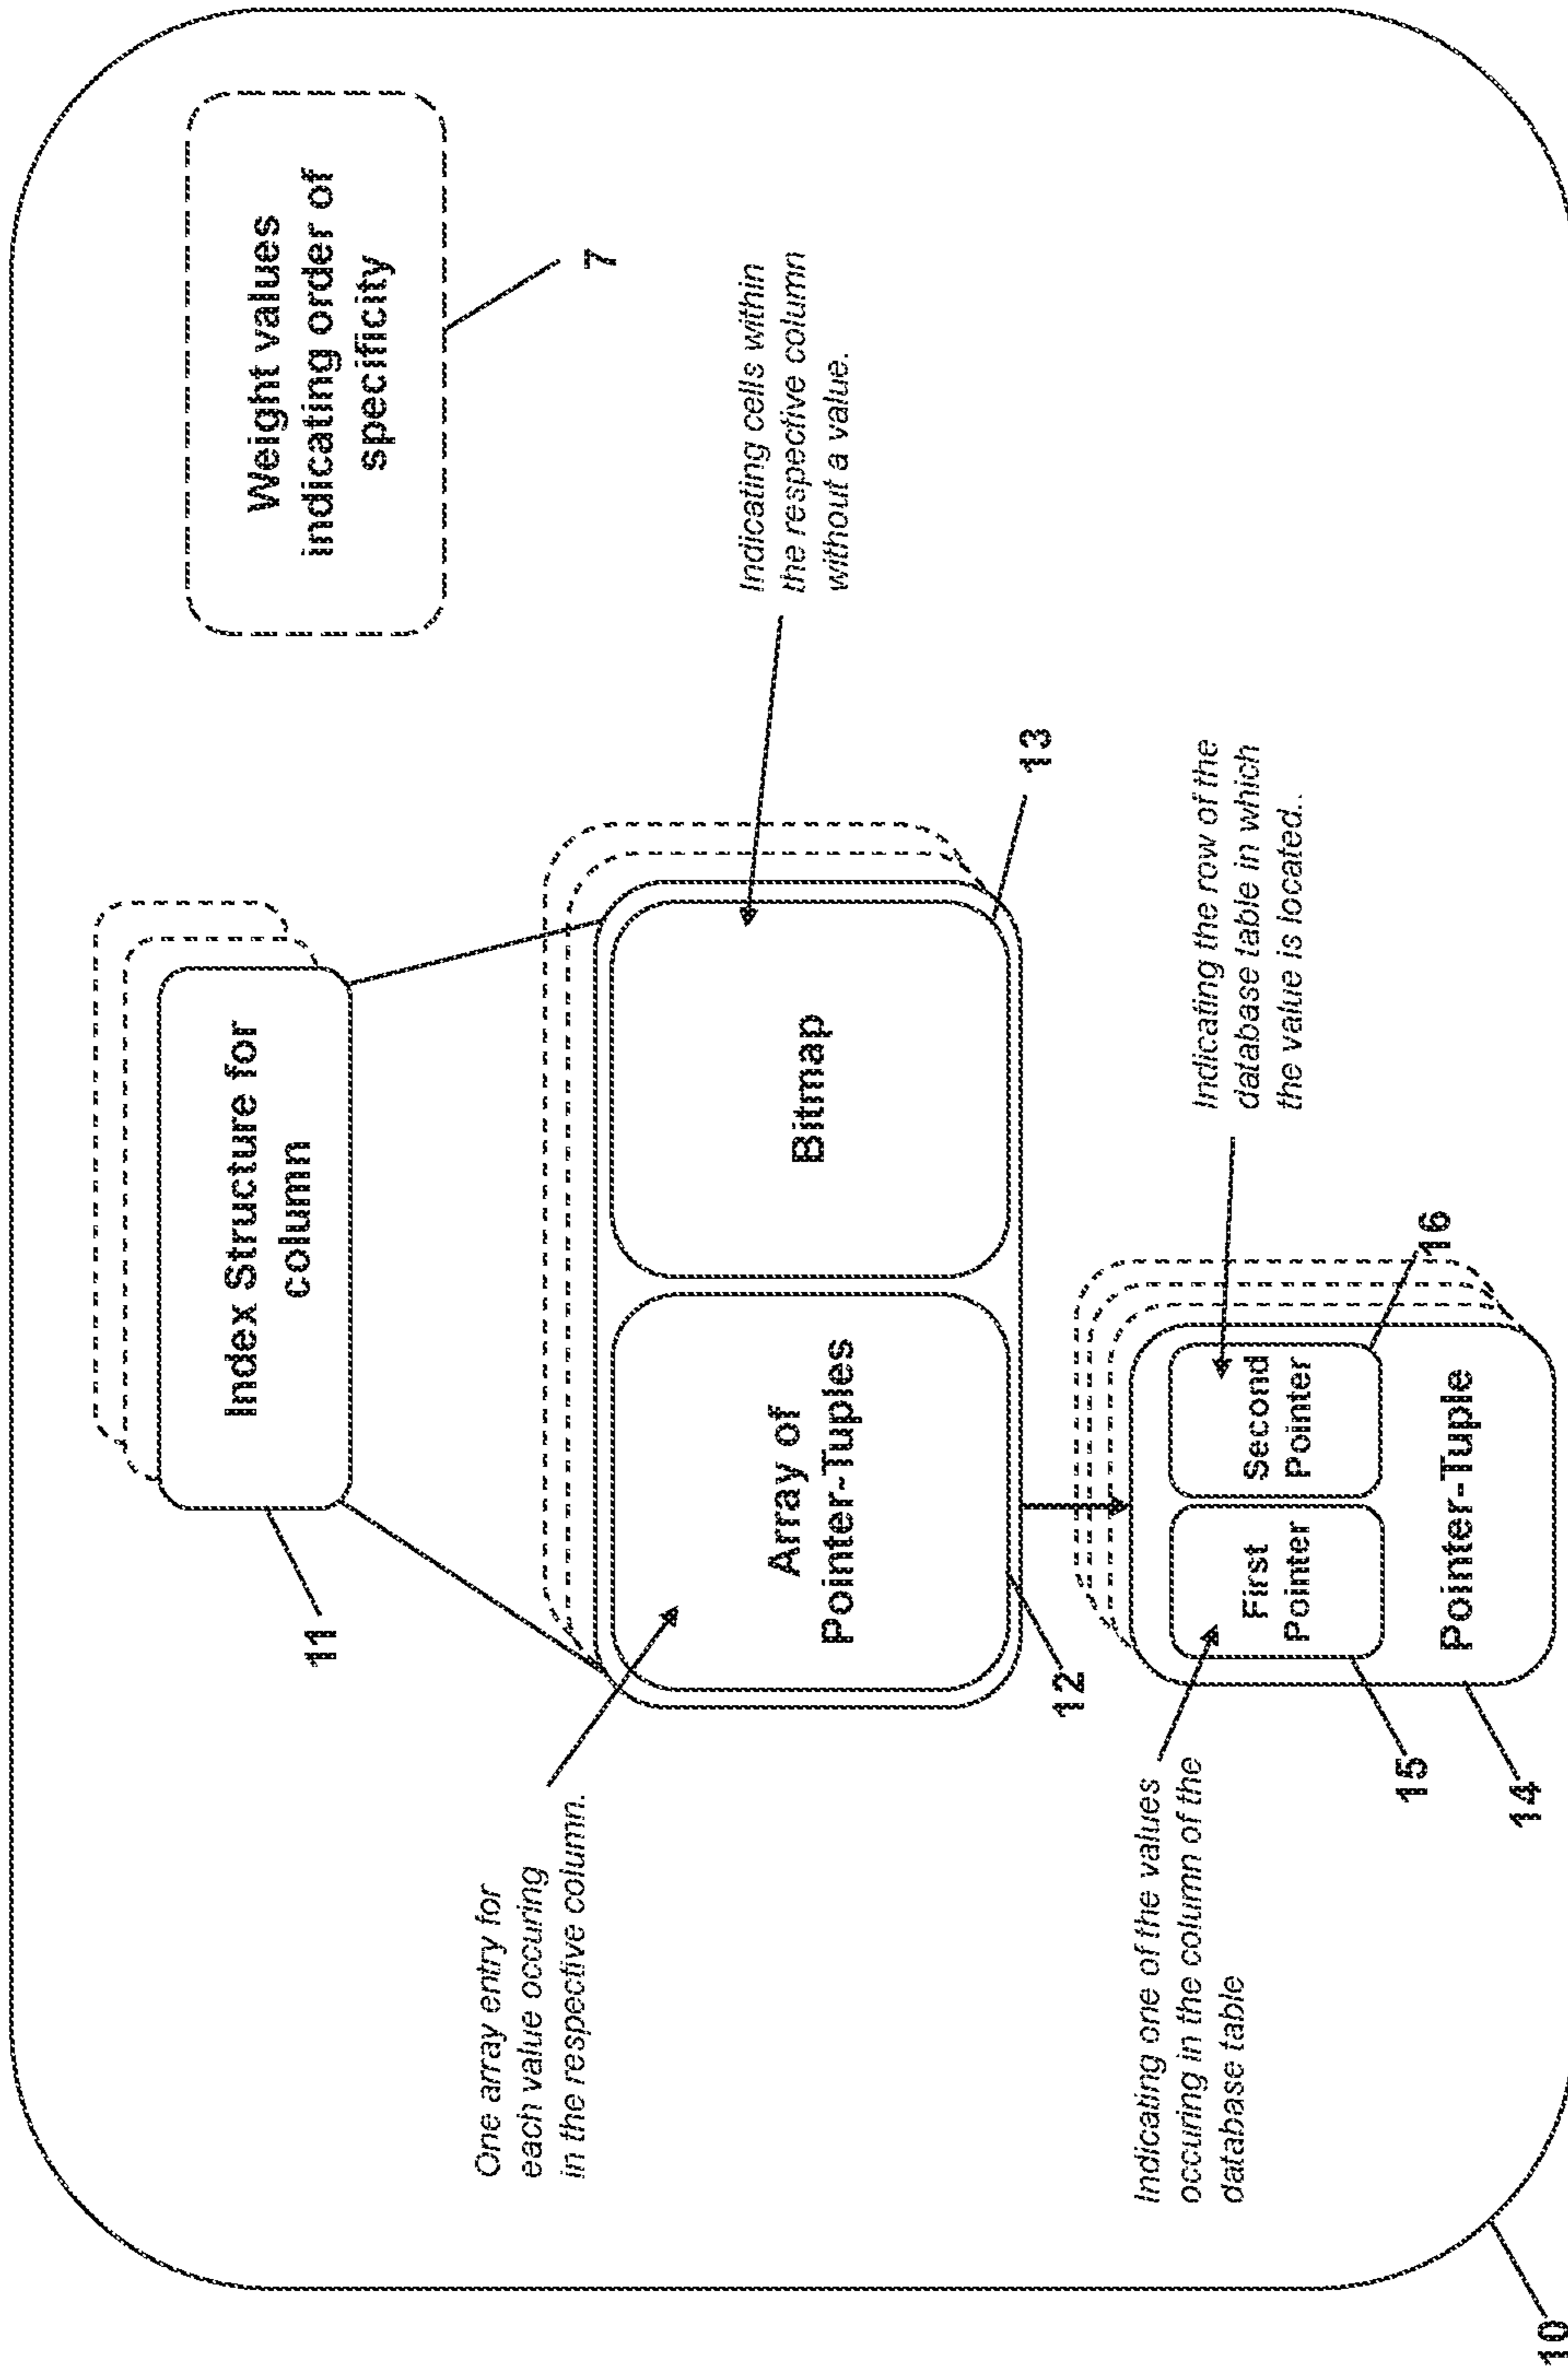 Index Structure for
column
11
Weight values
indicating order of
specificity
7
One array entry for
each value occuring
in the respective column.
Array of
Pointer-Tuples
Bitmap
Indicating cells within
the respective column
without a value.
12
13
Indicating one of the values
occuring in the column of the
database table
First
Pointer
Second
Pointer
Pointer-Tuple
Indicating the row of the
database table in which
the value is located..
15
16
14
10